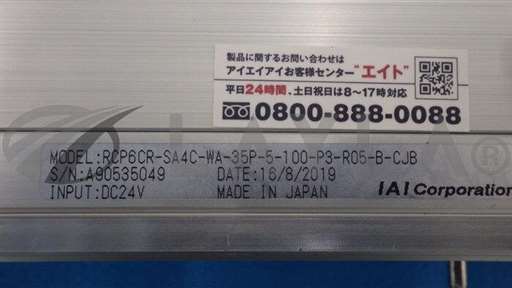 製品に関するお問い合わせは
アイエイアイお客様センター“エイト”
平日24時間、土日祝日は8～17時対応
0800-888-0088
MODEL:RCP6CR-SA4C-WA-35P-5-100-P3-R05-B-CJB
S/N:A90535049 DATE:16/8/2019
INPUT:DC24V MADE IN JAPAN IAI Corporation